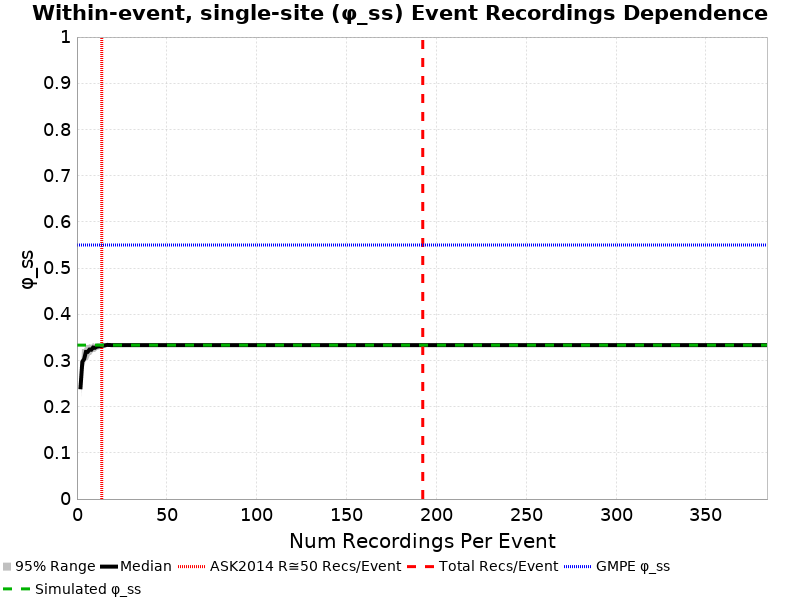 Within-event, single-site (φ_ss) Event Recordings Dependence
1
0.9
0.8
0.7
0.6
0.5
0.4
0.3
0.2
0.1
0
φ_ss
0 50 100 150 200 250 300 350
Num Recordings Per Event
95% Range Median ASK2014 R≅50 Recs/Event Total Recs/Event GMPE φ_ss
Simulated φ_ss